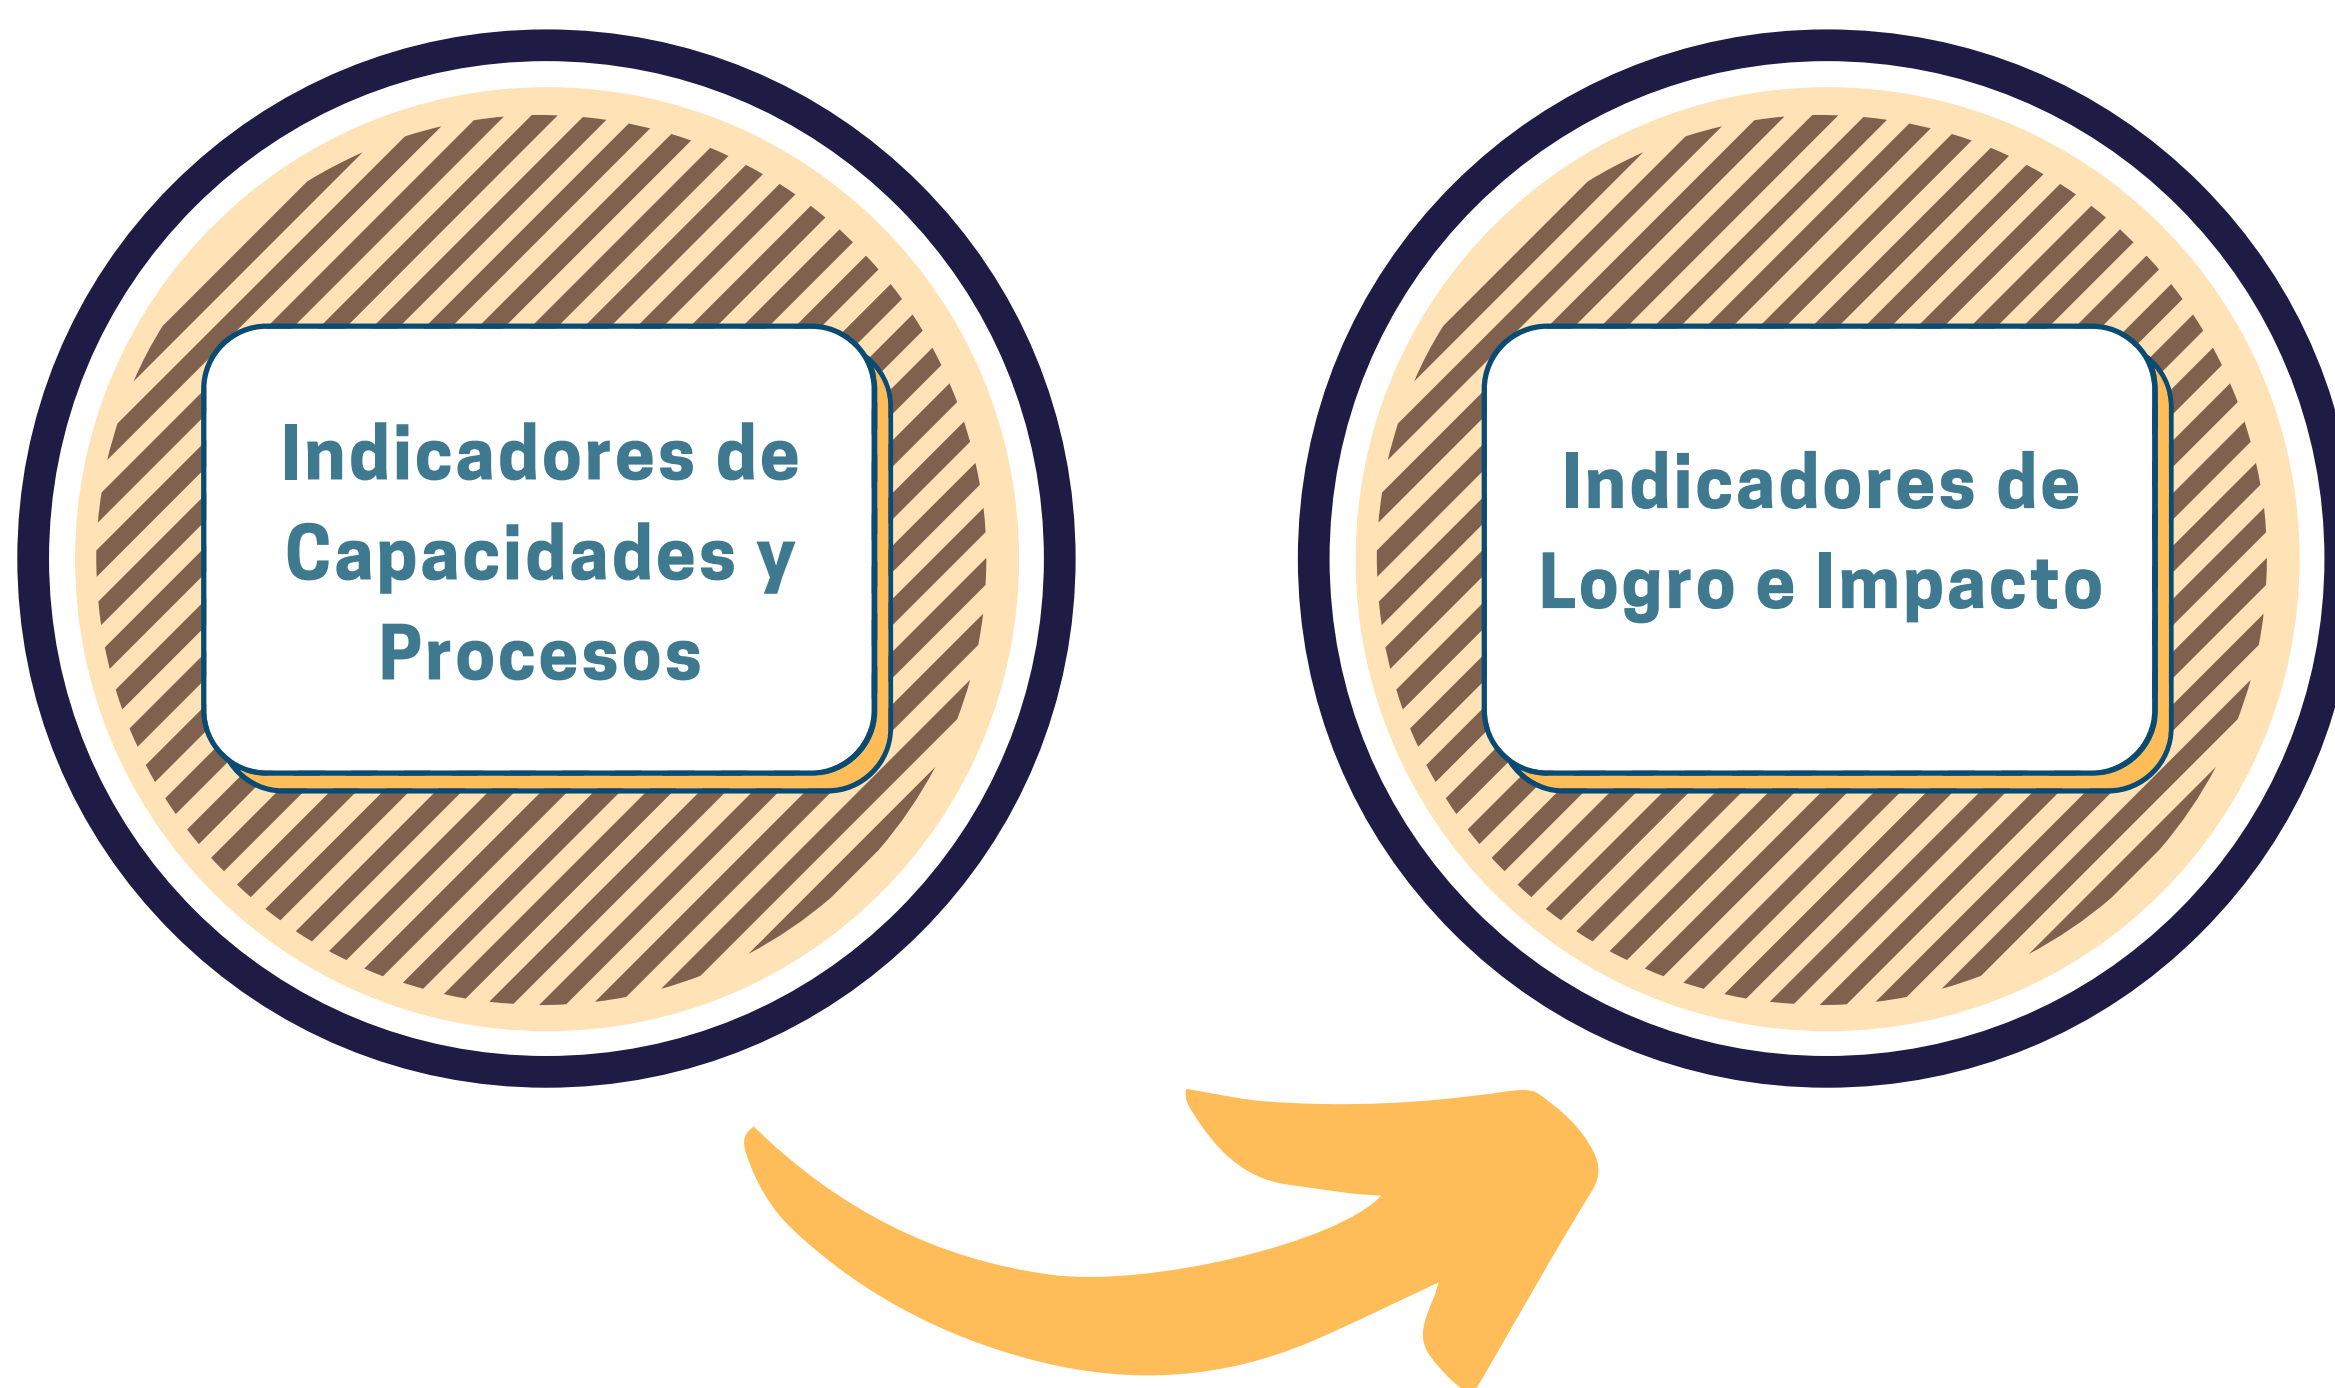 Indicadores de
Capacidades y
Procesos
Indicadores de
Logro e Impacto